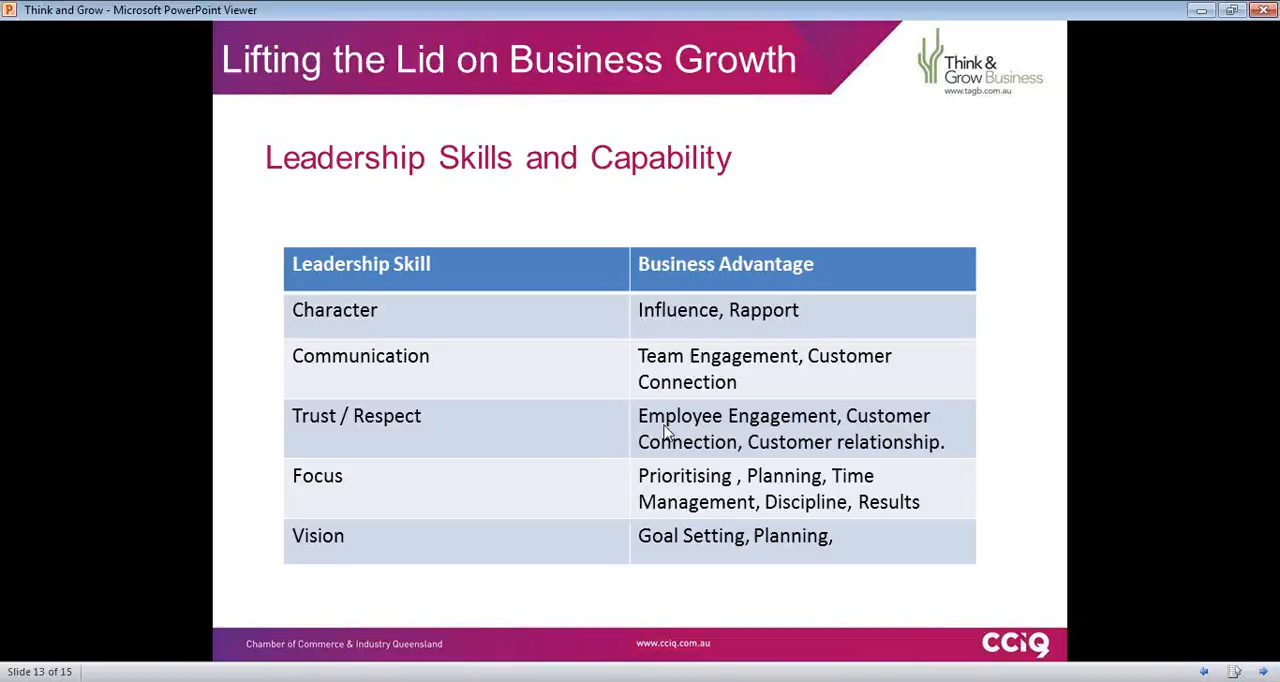 Think and Grow - Microsoft PowerPoint Viewer
Lifting the Lid on Business Growth
Think &
Grow Business
www.tagb.com.au
Leadership Skills and Capability
Leadership Skill
Business Advantage
Character
Influence, Rapport
Communication
Team Engagement, Customer
Connection
Trust / Respect
Employee Engagement, Customer
Connection, Customer relationship.
Focus
Prioritising , Planning, Time
Management, Discipline, Results
Vision
Goal Setting, Planning,
Chamber of Commerce & Industry Queensland
www.cciq.com.au
CCIQ
Slide 13 of 15